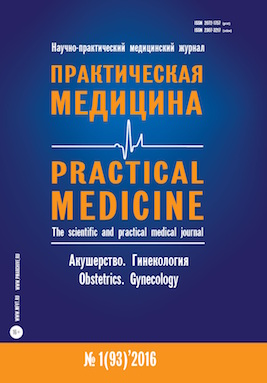 ISSN 2072-1757 (print)
ISSN 2307-3217 (online)
Научно-практический медицинский журнал
ПРАКТИЧЕСКАЯ
МЕДИЦИНА
PRACTICAL
MEDICINE
The scientific and practical medical journal
Акушерство. Гинекология
Obstetrics. Gynecology
WWW.MFVT.RU
WWW.PMARCHIVE.RU
№ 1(93)'2016